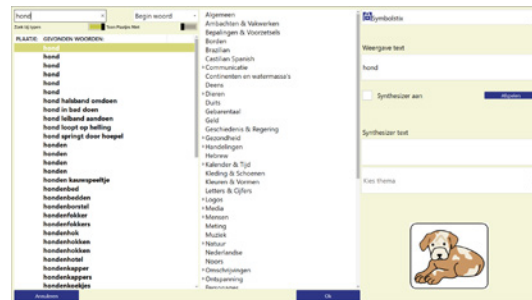 hond
Begin woord
Zoek bij typen
Toon Plaatjes Web
PLAATJE: GEVONDEN WOORDEN:
hond
hond
hond
hond
hond
hond
hond halsband omdoen
hond in bed doen
hond leiband aandoen
hond loopt op helling
hond springt door hoepel
honden
honden
honden
honden
honden kauwspeeltje
hondenbed
hondenbedden
hondenborstel
hondenfokker
hondenfokkers
hondenhok
hondenhokken
hondenhokken
hondenhotel
hondenkapper
hondenkappers
hondenkoekjes
Annuleren
Algemeen
Ambachten & Vakwerken
Bepalingen & Voorzetsels
Borden
Brazilian
Castilian Spanish
Communicatie
Continenten en watermassa's
Deens
Dieren
Duits
Gebarentaal
Geld
Geschiedenis & Regering
Gezondheid
Handelingen
Hebrew
Kalender & Tijd
Kleding & Schoenen
Kleuren & Vormen
Letters & Cijfers
Logos
Media
Mensen
Meting
Muziek
Natuur
Nederlandse
Noors
Omschrijvingen
Ontspanning
Personages
Ok
Symbolstix
Weergave text
hond
Synthesizer aan
Afspelen
Synthesizer text
Kies thema